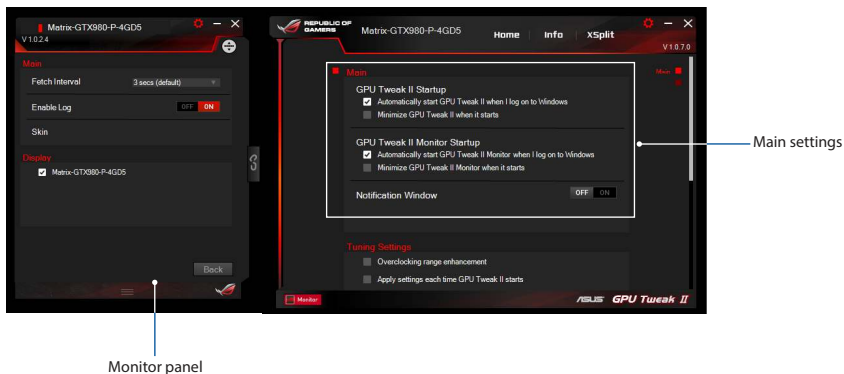 Matrix-GTX980-P-4GD5
V 1.0.2.4
Main
Fetch Interval 3 secs (default)
Enable Log OFF ON
Skin
Display
Matrix-GTX980-P-4GD5
Back
Monitor panel
REPUBLIC OF
GAMERS
Matrix-GTX980-P-4GD5 Home Info XSplit
V 1.0.7.0
Main
Main
GPU Tweak II Startup
Automatically start GPU Tweak II when I log on to Windows
Minimize GPU Tweak II when it starts
GPU Tweak II Monitor Startup
Automatically start GPU Tweak II Monitor when I log on to Windows
Minimize GPU Tweak II Monitor when it starts
Notification Window OFF ON
Tuning Settings
Overclocking range enhancement
Apply settings each time GPU Tweak II starts
Monitor
ASUS GPU Tweak II
Main settings